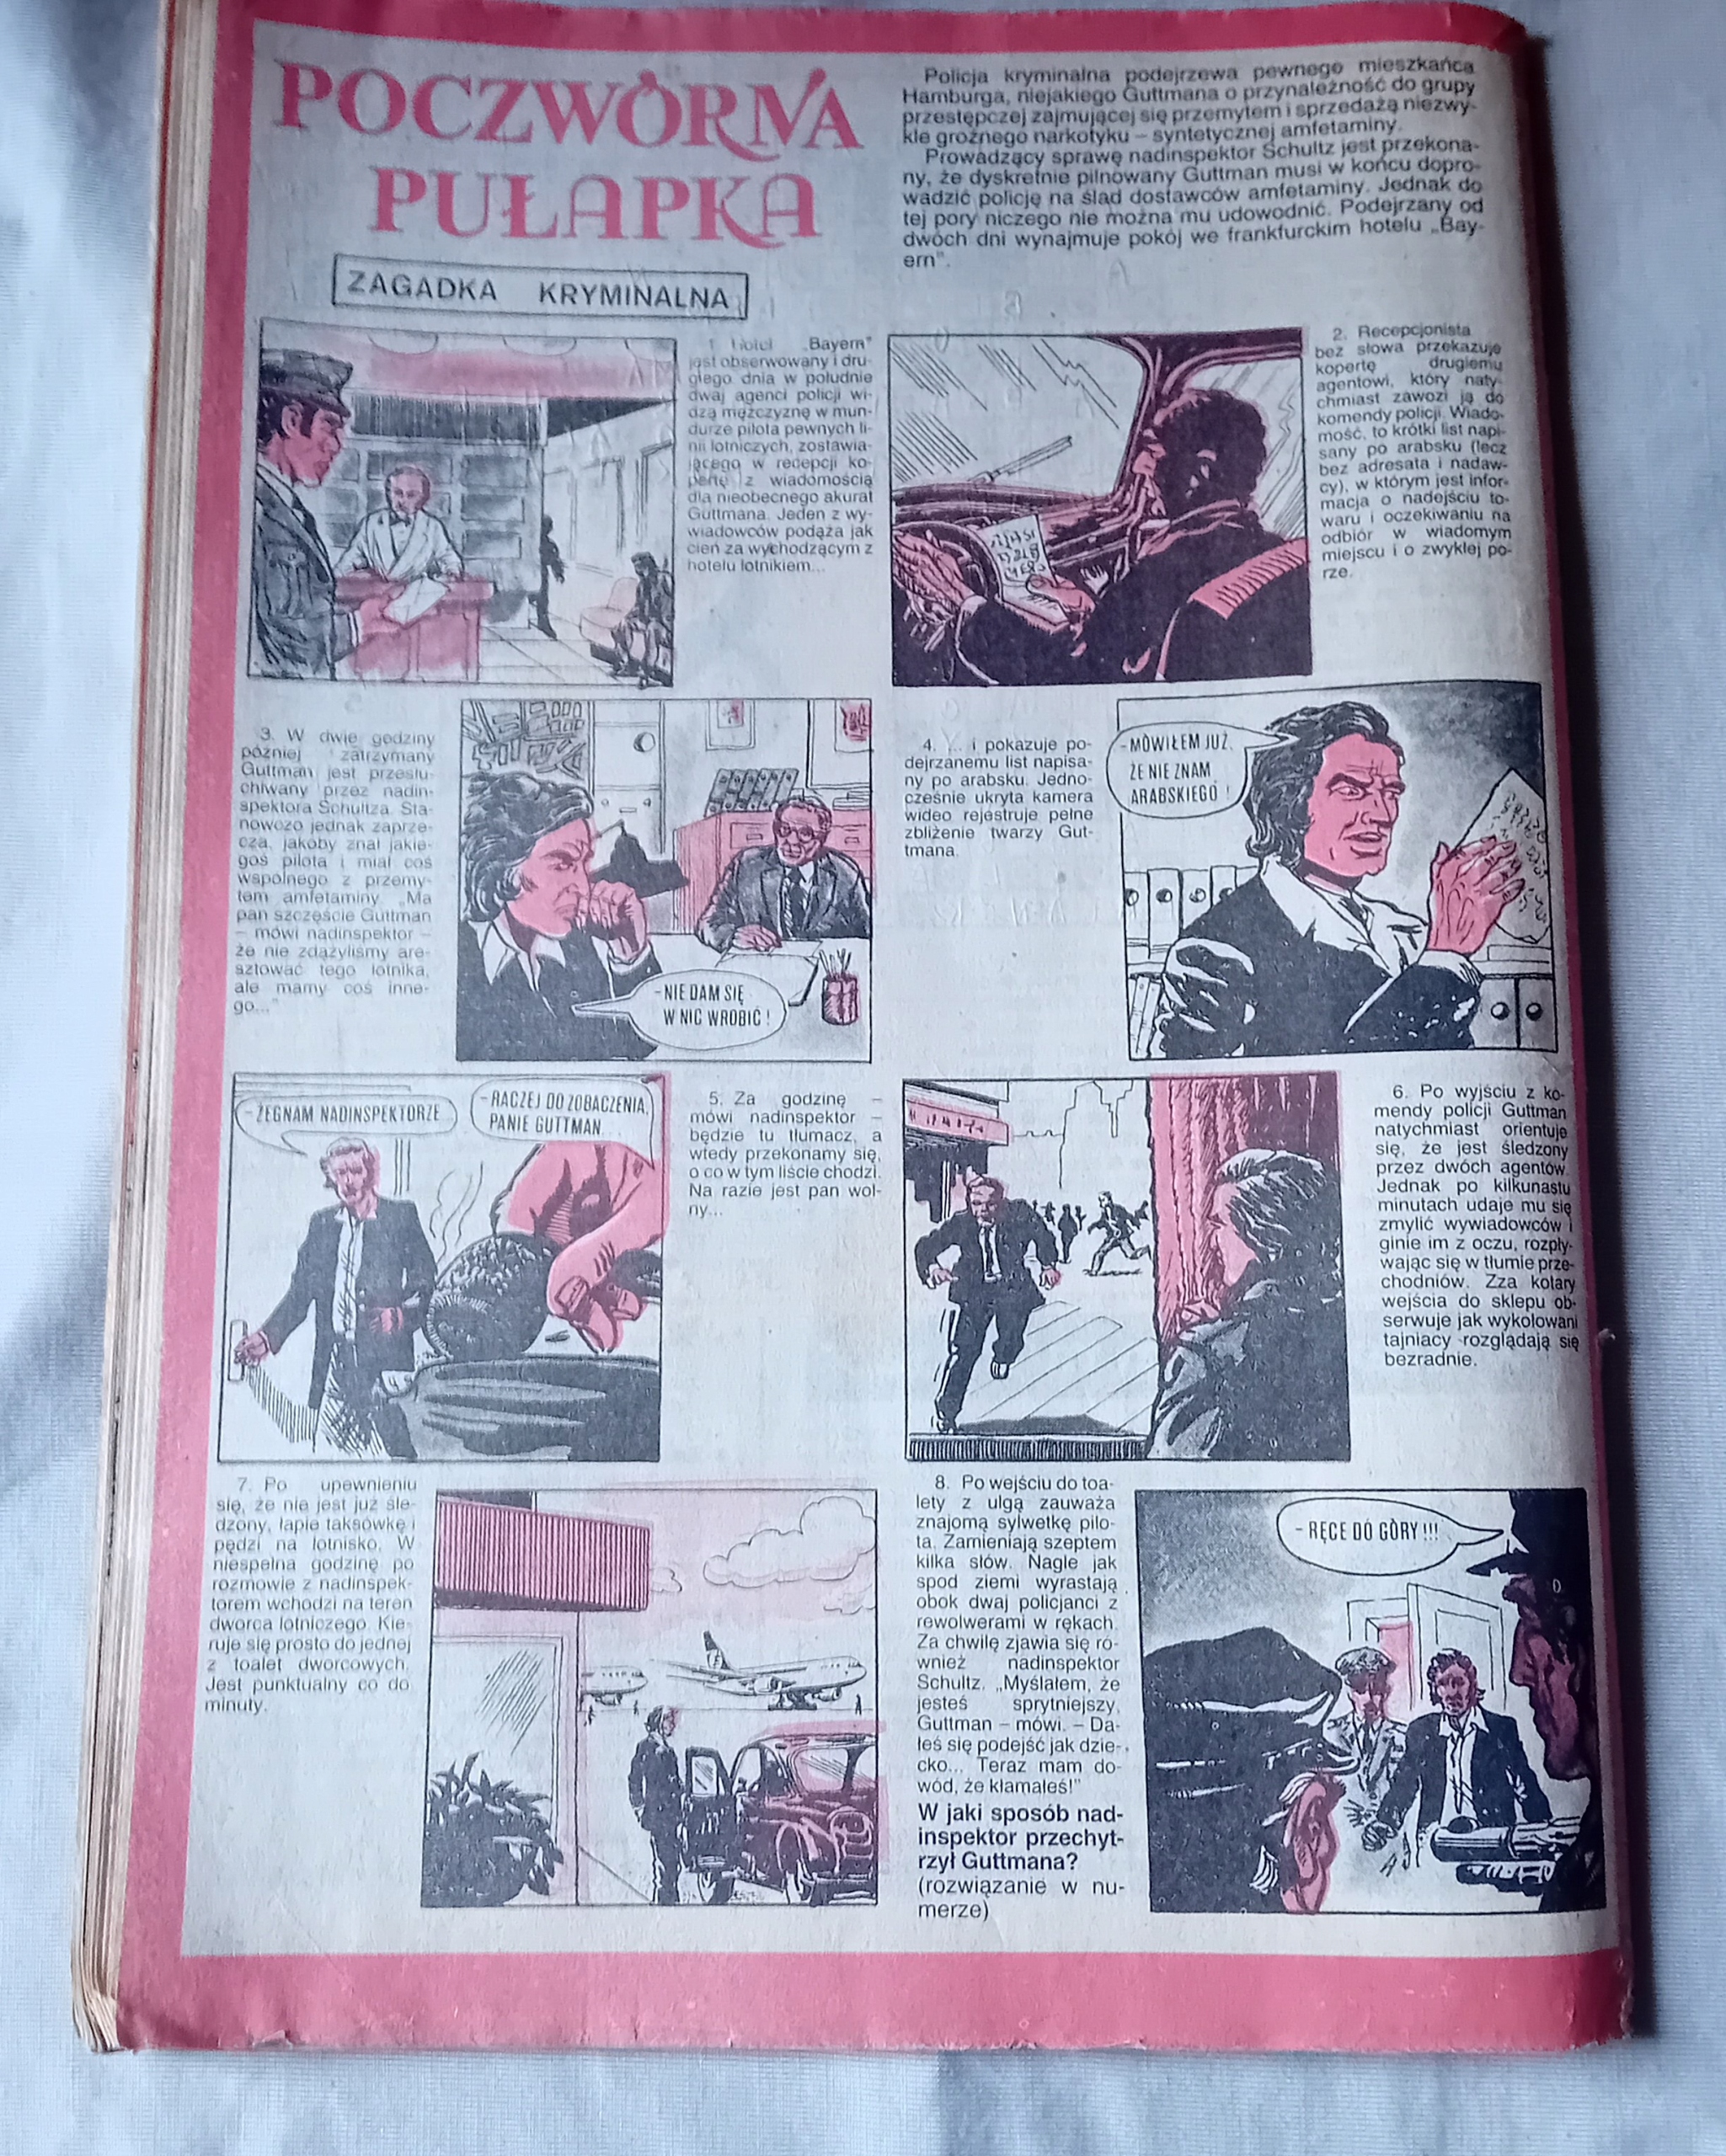 POCZWÓRNA
PUŁAPKA
ZAGADKA KRYMINALNA
Policja kryminalna podejrzewa pewnego mieszkańca
Hamburga, niejakiego Guttmana o przynależność do grupy
przestępczej zajmującej się przemytem i sprzedażą niezwy-
kle groźnego narkotyku – syntetycznej amfetaminy.
Prowadzący sprawę nadinspektor Schultz jest przekona-
ny, że dyskretnie pilnowany Guttman musi w końcu dopro-
wadzić policję na ślad dostawców amfetaminy. Jednak do
tej pory niczego nie można mu udowodnić. Podejrzany od
dwóch dni wynajmuje pokój we frankfurckim hotelu „Bay-
ern".
1 Hotel „Bayern"
jest obserwowany i dru-
giego dnia w południe
dwaj agenci policji wi-
dzą mężczyznę w mun-
durze pilota pewnych li-
nii lotniczych, zostawia-
jącego w recepcji ko-
pertę z wiadomością
dla nieobecnego akurat
Guttmana. Jeden z wy-
wiadowców podąża jak
cień za wychodzącym z
hotelu lotnikiem...
2. Recepcjonista
bez słowa przekazuje
kopertę drugiemu
agentowi, który naty-
chmiast zawozi ją do
komendy policji. Wiado-
mość, to krótki list napi-
sany po arabsku (lecz
bez adresata i nadaw-
cy), w którym jest infor-
macja o nadejściu to-
waru i oczekiwaniu na
odbiór w wiadomym
miejscu i o zwykłej po-
rze.
3. W dwie godziny
później zatrzymany
Guttman jest przesłu-
chiwany przez nadin-
spektora Schultza. Sta-
nowczo jednak zaprze-
cza, jakoby znał jakie-
goś pilota i miał coś
wspólnego z przemy-
tem amfetaminy. „Ma
pan szczęście Guttman
– mówi nadinspektor –
że nie zdążyliśmy are-
sztować tego lotnika,
ale mamy coś inne-
go..."
- NIE DAM SIĘ
W NIC WROBIĆ !
4. ... i pokazuje po-
dejrzanemu list napisa-
ny po arabsku. Jedno-
cześnie ukryta kamera
wideo rejestruje pełne
zbliżenie twarzy Gut-
tmana.
- MÓWIŁEM JUŻ,
ŻE NIE ZNAM
ARABSKIEGO !
- ŻEGNAM NADINSPEKTORZE.
- RACZEJ DO ZOBACZENIA,
PANIE GUTTMAN...
5. Za godzinę –
mówi nadinspektor –
będzie tu tłumacz, a
wtedy przekonamy się,
o co w tym liście chodzi.
Na razie jest pan wol-
ny...
6. Po wyjściu z ko-
mendy policji Guttman
natychmiast orientuje
się, że jest śledzony
przez dwóch agentów.
Jednak po kilkunastu
minutach udaje mu się
zmylić wywiadowców i
ginie im z oczu, rozpły-
wając się w tłumie prze-
chodniów. Zza kotary
wejścia do sklepu ob-
serwuje jak wykołowani
tajniacy rozglądają się
bezradnie.
7. Po upewnieniu
się, że nie jest już śle-
dzony, łapie taksówkę i
pędzi na lotnisko. W
niespełna godzinę po
rozmowie z nadinspek-
torem wchodzi na teren
dworca lotniczego. Kie-
ruje się prosto do jednej
z toalet dworcowych.
Jest punktualny co do
minuty.
8. Po wejściu do toa-
lety z ulgą zauważa
znajomą sylwetkę pilo-
ta. Zamieniają szeptem
kilka słów. Nagle jak
spod ziemi wyrastają
obok dwaj policjanci z
rewolwerami w rękach.
Za chwilę zjawia się ró-
wnież nadinspektor
Schultz. „Myślałem, że
jesteś sprytniejszy,
Guttman – mówi. – Da-
łeś się podejść jak dzie-
cko... Teraz mam do-
wód, że kłamałeś!"
W jaki sposób nad-
inspektor przechyt-
rzył Guttmana?
(rozwiązanie w nu-
merze)
- RĘCE DO GÓRY !!!